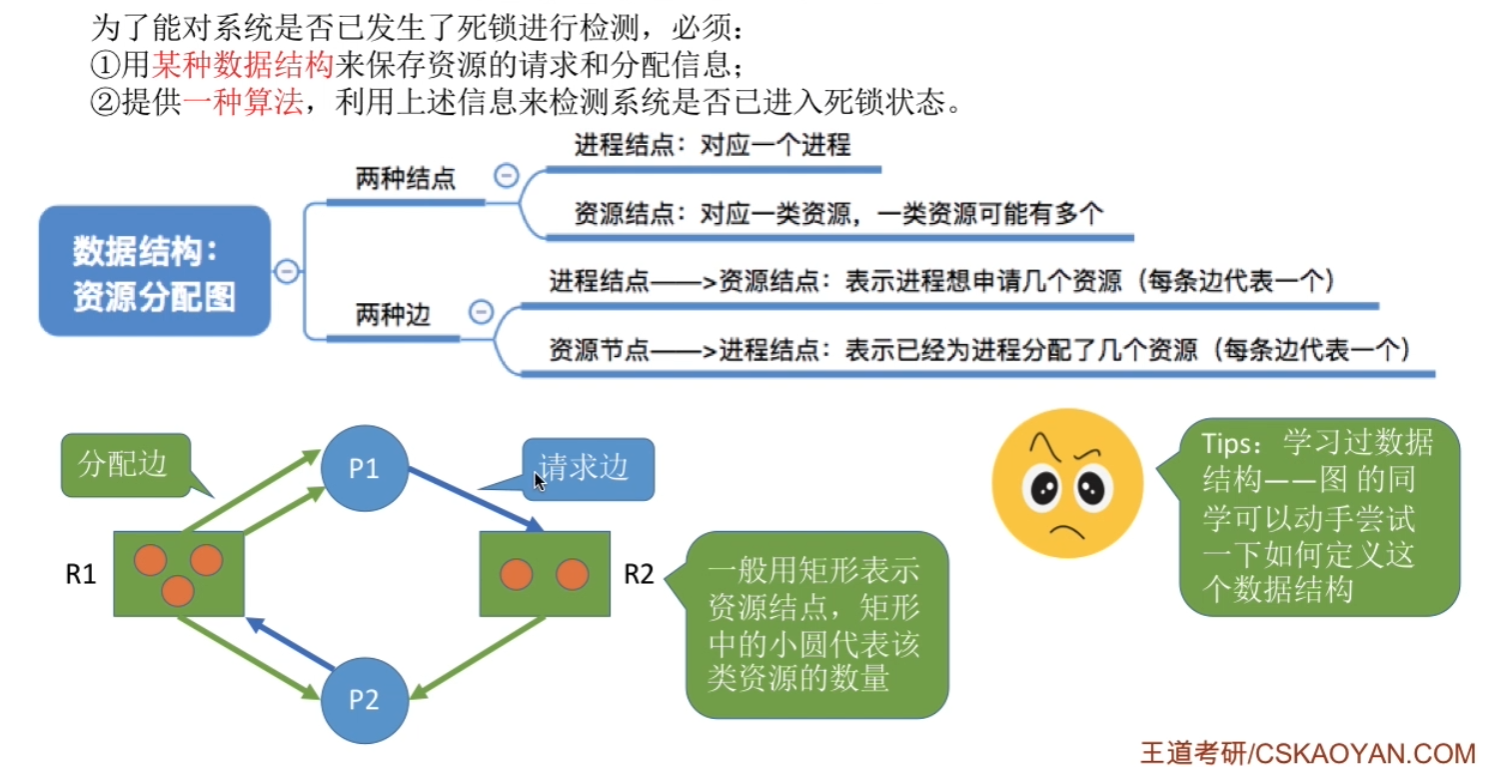 为了能对系统是否已发生了死锁进行检测，必须：
①用某种数据结构来保存资源的请求和分配信息；
②提供一种算法，利用上述信息来检测系统是否已进入死锁状态。
进程结点：对应一个进程
两种结点
资源结点：对应一类资源，一类资源可能有多个
数据结构：
资源分配图
进程结点——>资源结点：表示进程想申请几个资源（每条边代表一个）
两种边
资源节点——>进程结点：表示已经为进程分配了几个资源（每条边代表一个）
分配边
P1
请求边
R1
R2
P2
一般用矩形表示
资源结点，矩形
中的小圆代表该
类资源的数量
Tips：学习过数据
结构——图 的同
学可以动手尝试
一下如何定义这
个数据结构
王道考研/CSKAOYAN.COM